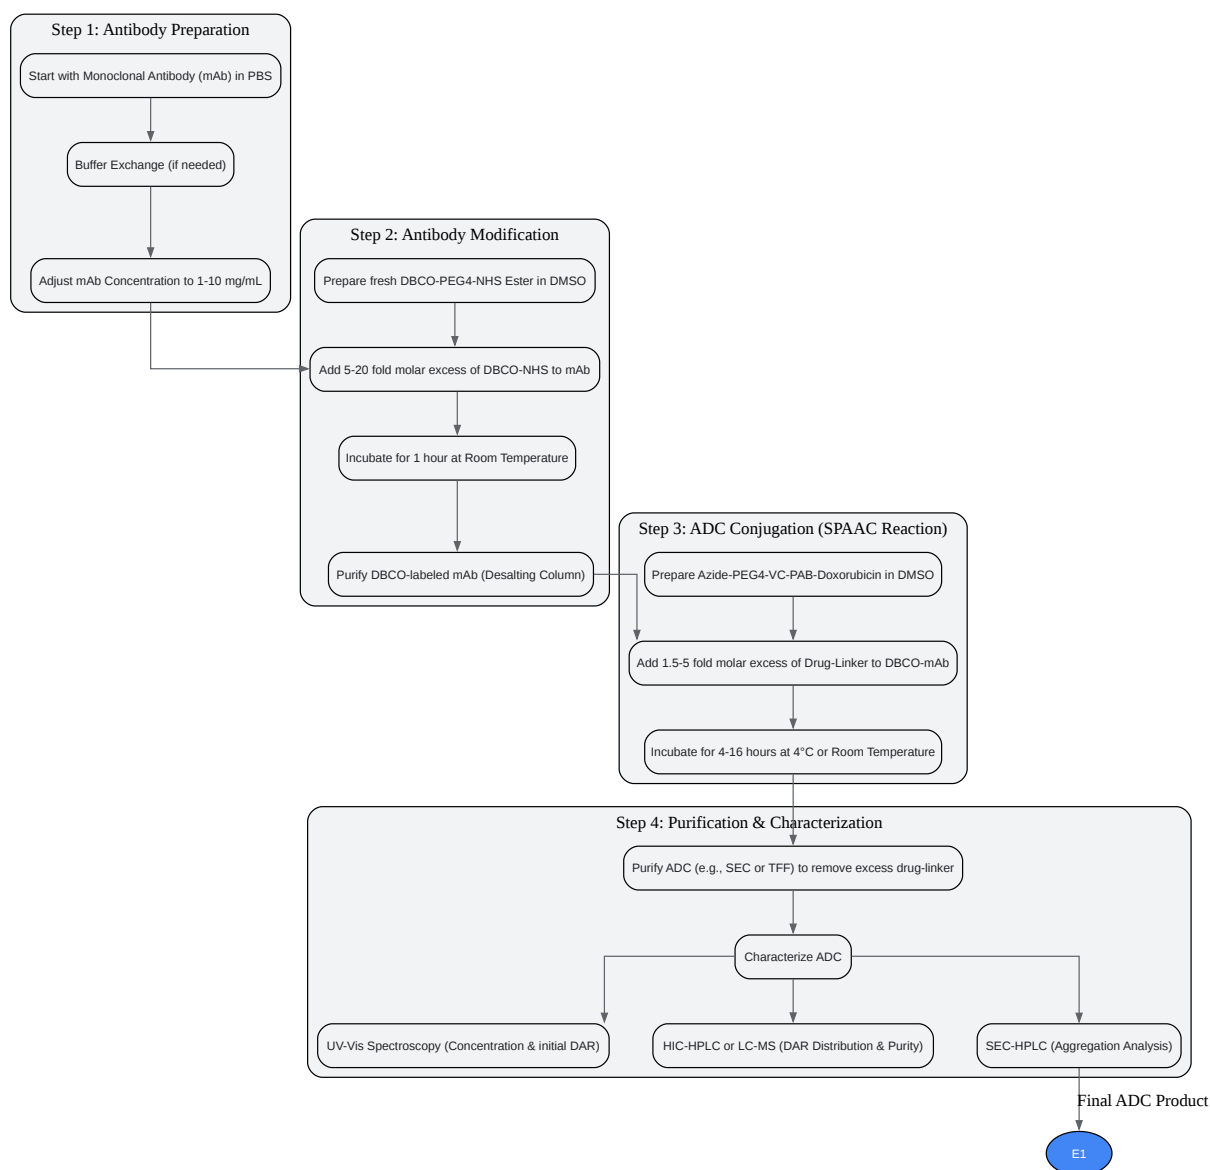 Step 1: Antibody Preparation
Start with Monoclonal Antibody (mAb) in PBS
Buffer Exchange (if needed)
Adjust mAb Concentration to 1-10 mg/mL
Step 2: Antibody Modification
Prepare fresh DBCO-PEG4-NHS Ester in DMSO
Add 5-20 fold molar excess of DBCO-NHS to mAb
Incubate for 1 hour at Room Temperature
Purify DBCO-labeled mAb (Desalting Column)
Step 3: ADC Conjugation (SPAAC Reaction)
Prepare Azide-PEG4-VC-PAB-Doxorubicin in DMSO
Add 1.5-5 fold molar excess of Drug-Linker to DBCO-mAb
Incubate for 4-16 hours at 4°C or Room Temperature
Step 4: Purification & Characterization
Purify ADC (e.g., SEC or TFF) to remove excess drug-linker
Characterize ADC
UV-Vis Spectroscopy (Concentration & initial DAR)
HIC-HPLC or LC-MS (DAR Distribution & Purity)
SEC-HPLC (Aggregation Analysis)
Final ADC Product
E1